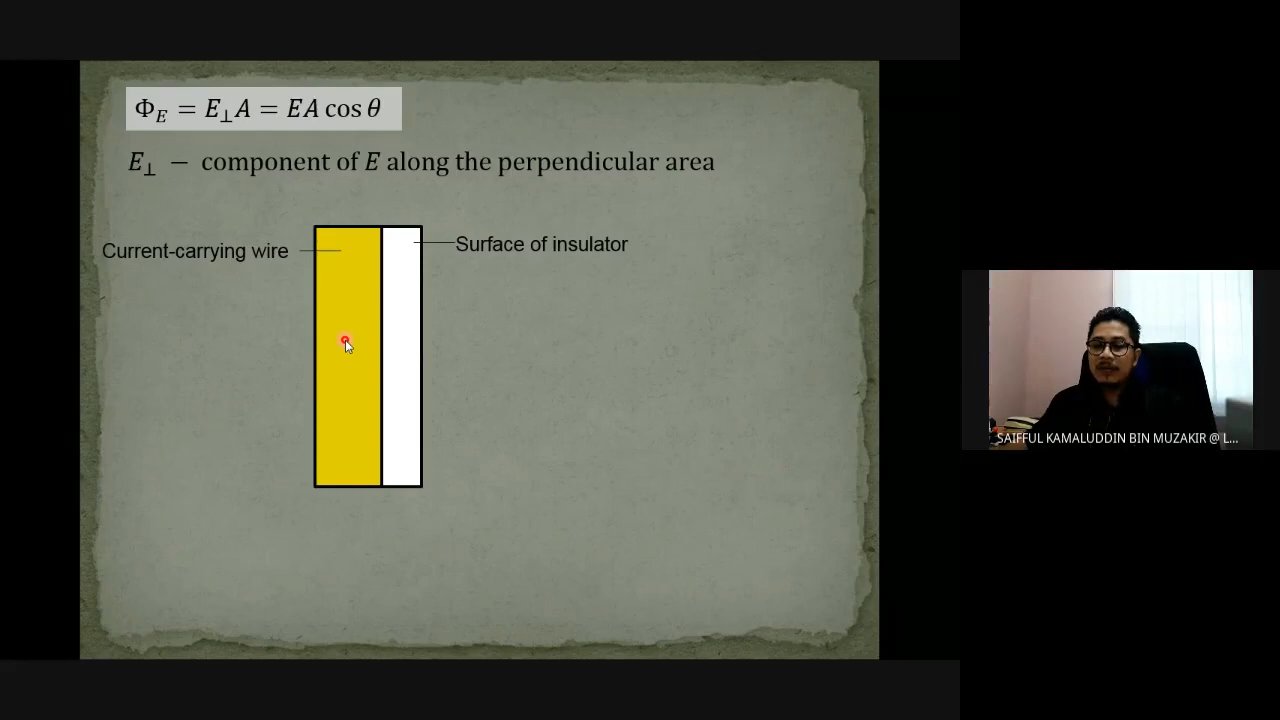 Φ_E = E_⊥A = EA cos θ
E_⊥ − component of E along the perpendicular area
Current-carrying wire
Surface of insulator
SAIFFUL KAMALUDDIN BIN MUZAKIR @ L...